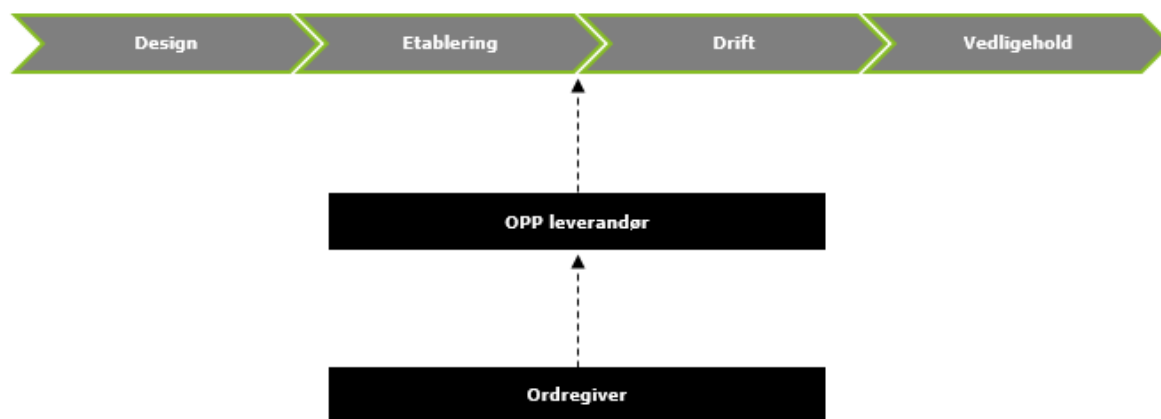 Design
Etablering
Drift
Vedligehold
OPP leverandør
Ordregiver